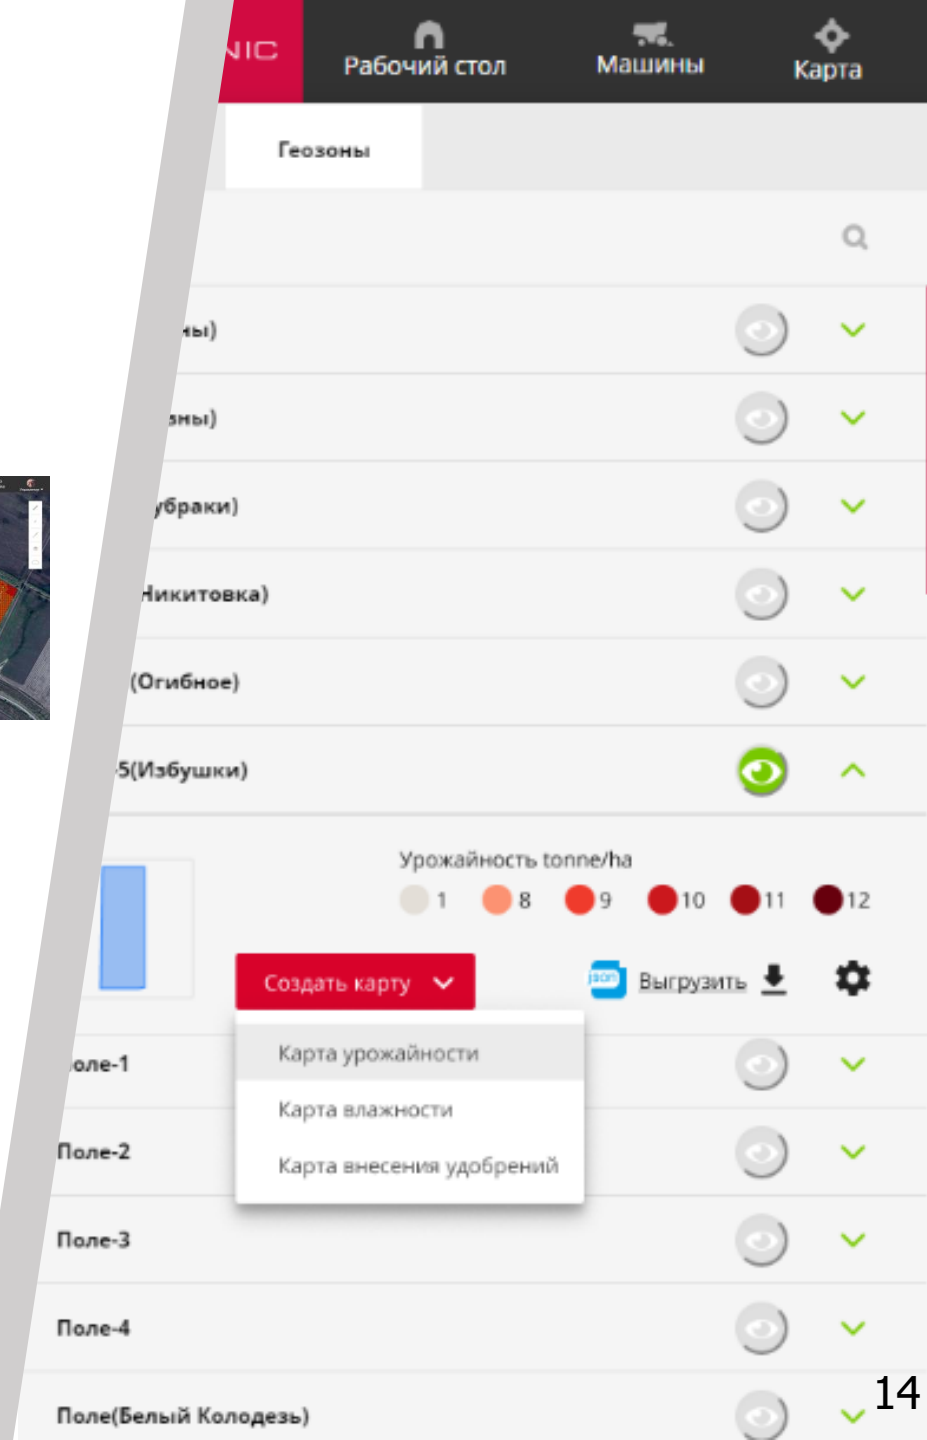 NIC
Рабочий стол
Машины
Карта
Геозоны
ны)
зны)
убраки)
Никитовка)
(Огибное)
5(Избушки)
Урожайность tonne/ha
1 8 9 10 11 12
Создать карту
json Выгрузить
Карта урожайности
оле-1
Карта влажности
Поле-2
Карта внесения удобрений
Поле-3
Поле-4
14
Поле(Белый Колодезь)